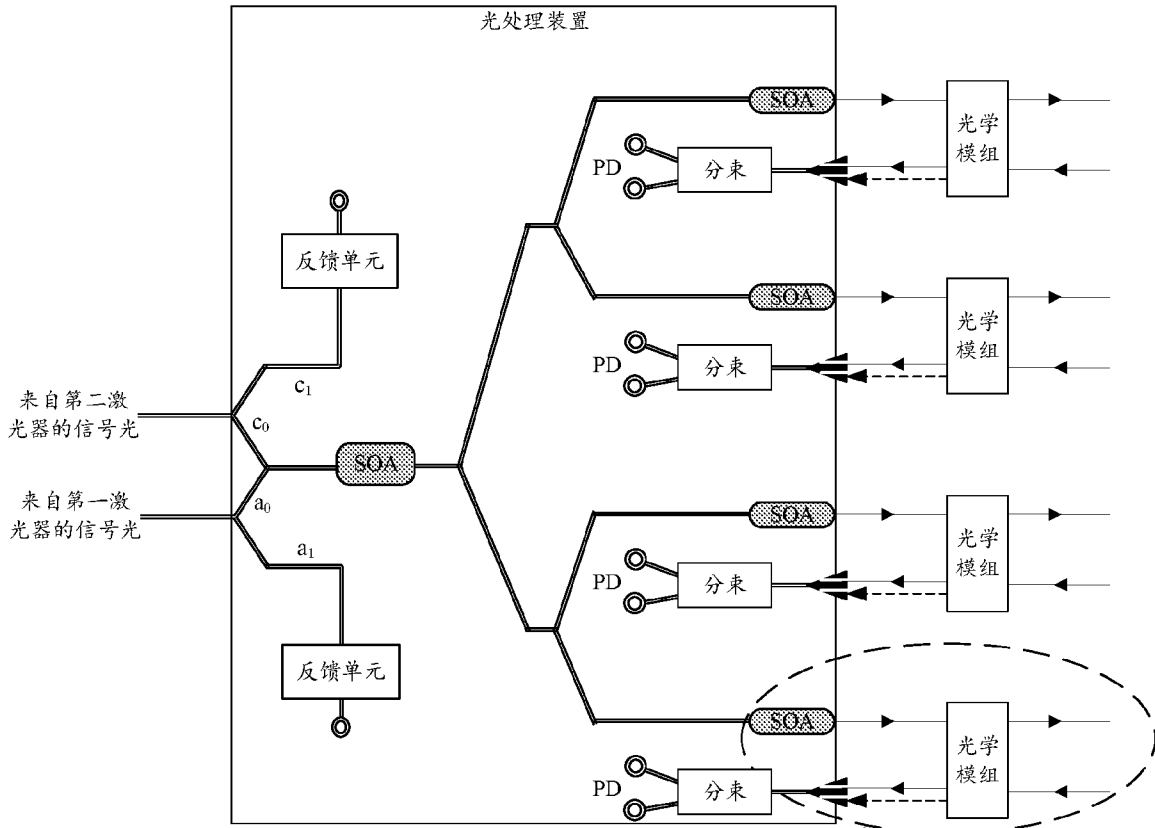 光处理装置
SOA
光学
模组
PD
分束
反馈单元
SOA
光学
模组
PD
分束
c1
来自第二激
光器的信号光
c0
SOA
来自第一激
光器的信号光
a0
a1
SOA
光学
模组
PD
分束
反馈单元
SOA
光学
模组
PD
分束